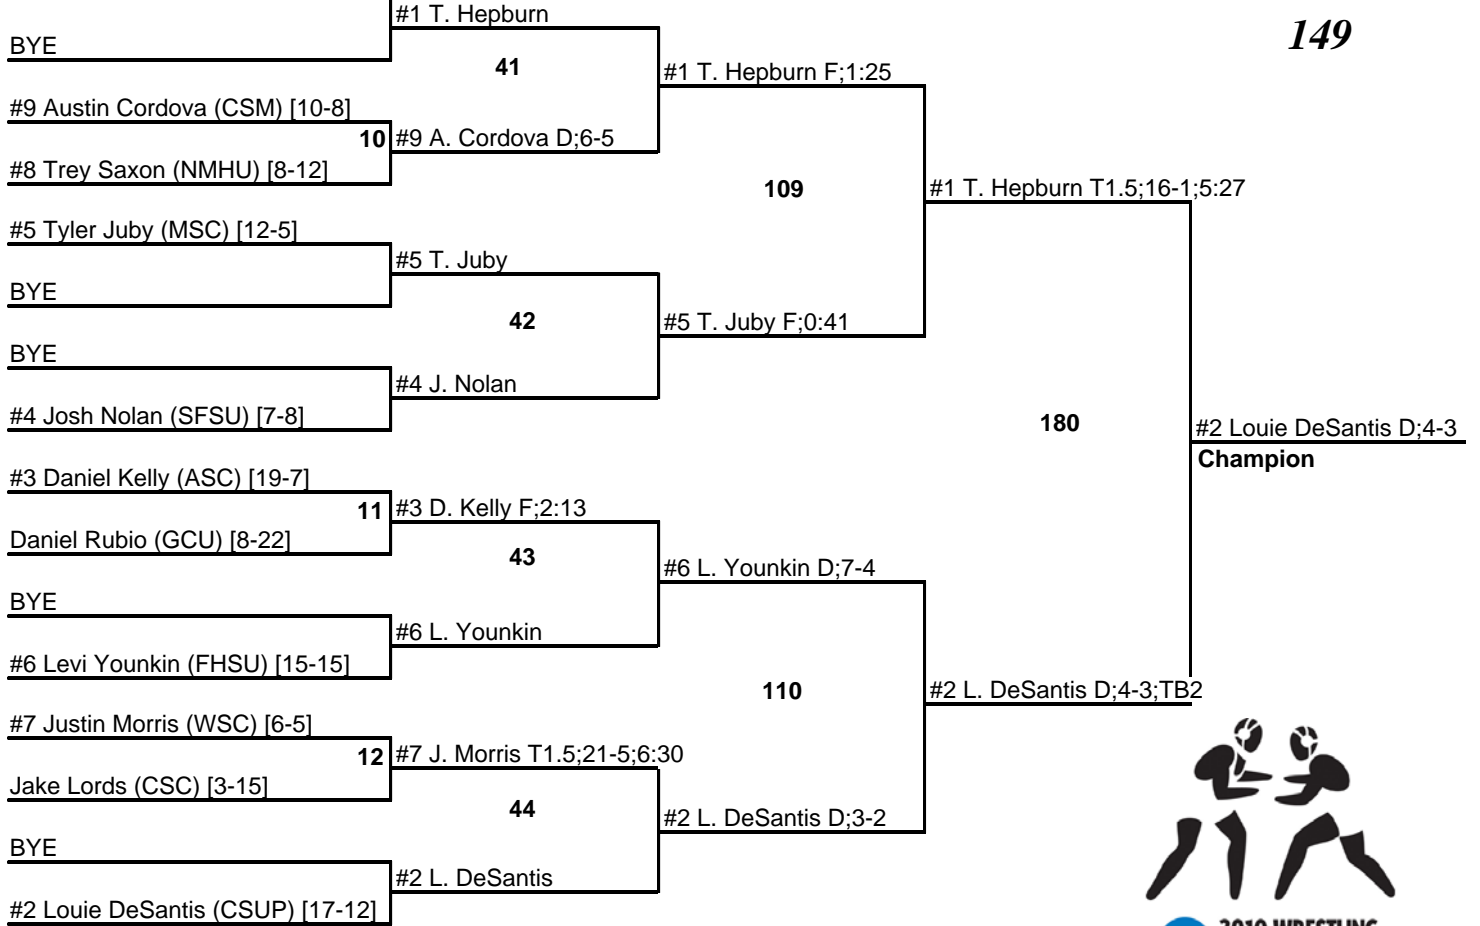 #1 T. Hepburn
149
BYE
41
#1 T. Hepburn F;1:25
#9 Austin Cordova (CSM) [10-8]
10
#9 A. Cordova D;6-5
#8 Trey Saxon (NMHU) [8-12]
109
#1 T. Hepburn T1.5;16-1;5:27
#5 Tyler Juby (MSC) [12-5]
#5 T. Juby
BYE
42
#5 T. Juby F;0:41
BYE
#4 J. Nolan
#4 Josh Nolan (SFSU) [7-8]
180
#2 Louie DeSantis D;4-3
Champion
#3 Daniel Kelly (ASC) [19-7]
11
#3 D. Kelly F;2:13
Daniel Rubio (GCU) [8-22]
43
#6 L. Younkin D;7-4
BYE
#6 L. Younkin
#6 Levi Younkin (FHSU) [15-15]
110
#2 L. DeSantis D;4-3;TB2
#7 Justin Morris (WSC) [6-5]
12
#7 J. Morris T1.5;21-5;6:30
Jake Lords (CSC) [3-15]
44
#2 L. DeSantis D;3-2
BYE
#2 L. DeSantis
#2 Louie DeSantis (CSUP) [17-12]
2010 WRESTLING